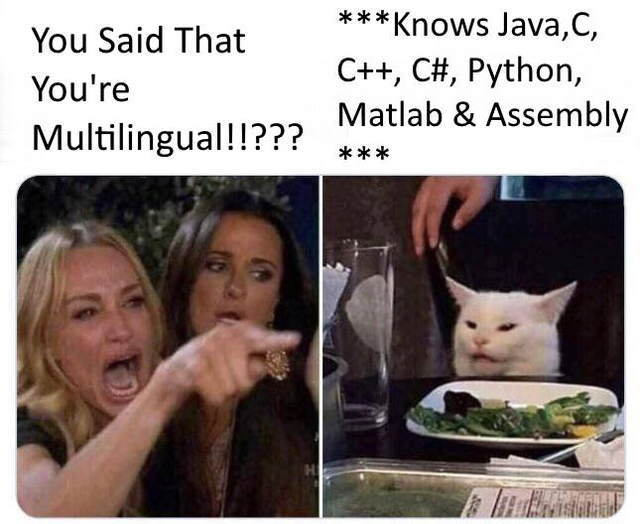 You Said That
You're
Multilingual!!???
***Knows Java,C,
C++, C#, Python,
Matlab & Assembly
***